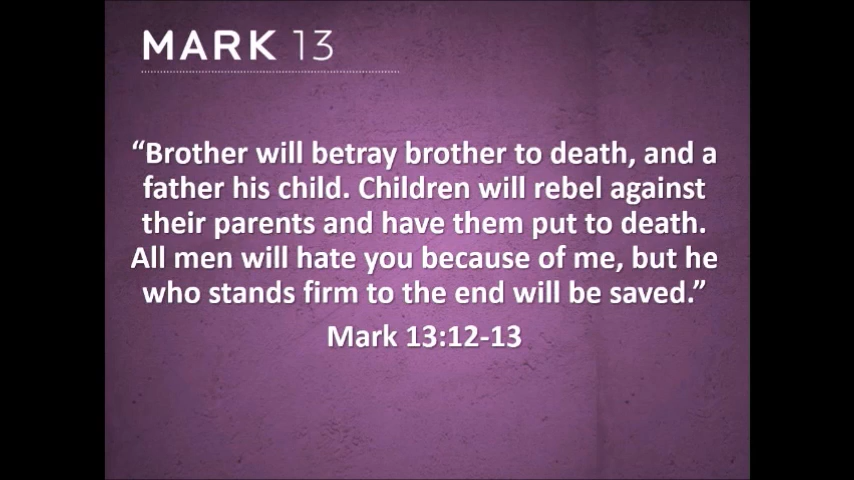 MARK 13
“Brother will betray brother to death, and a
father his child. Children will rebel against
their parents and have them put to death.
All men will hate you because of me, but he
who stands firm to the end will be saved.”
Mark 13:12-13